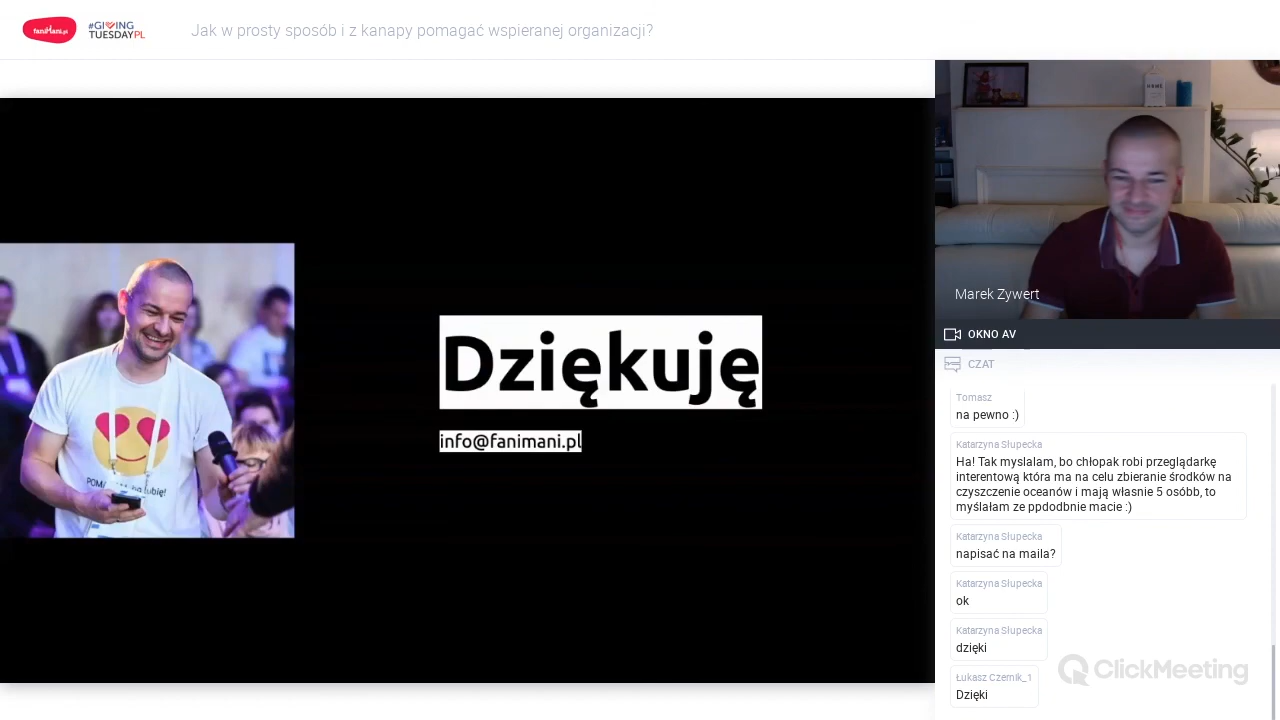 faniMani.pl
#GIVING
TUESDAYPL
Jak w prosty sposób i z kanapy pomagać wspieranej organizacji?
HOME
Marek Zywert
OKNO AV
CZAT
Dziękuję
info@fanimani.pl
Tomasz
na pewno :)
Katarzyna Słupecka
Ha! Tak myslalam, bo chłopak robi przeglądarkę
interentową która ma na celu zbieranie środków na
czyszczenie oceanów i mają własnie 5 osóbb, to
myślałam ze ppdodbnie macie :)
Katarzyna Słupecka
napisać na maila?
Katarzyna Słupecka
ok
Katarzyna Słupecka
dzięki
Łukasz Czernik_1
Dzięki
ClickMeeting